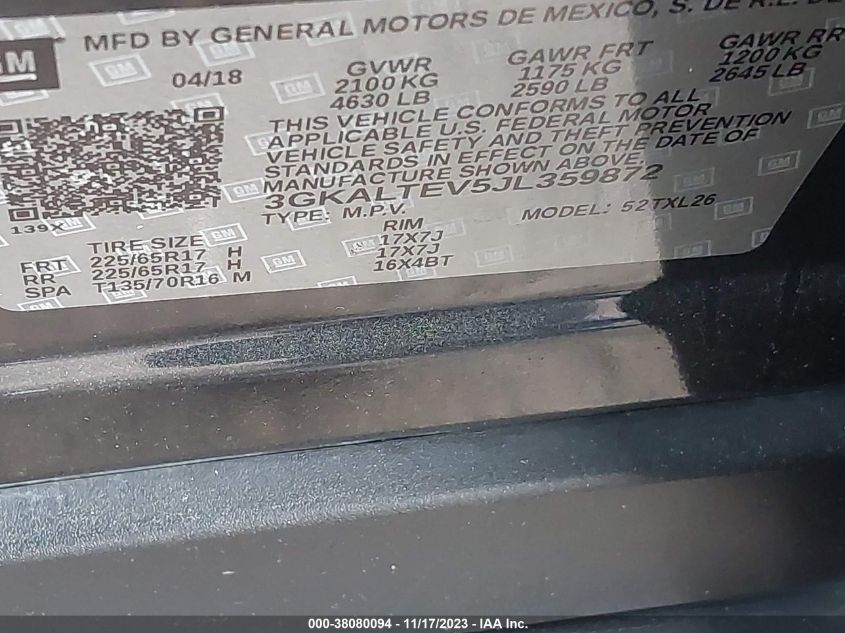 GM MFD BY GENERAL MOTORS DE MEXICO, S. DE R.L. DE
04/18 GVWR GAWR FRT GAWR RR
2100 KG 1175 KG 1200 KG
4630 LB 2590 LB 2645 LB
THIS VEHICLE CONFORMS TO ALL
APPLICABLE U.S. FEDERAL MOTOR
VEHICLE SAFETY AND THEFT PREVENTION
STANDARDS IN EFFECT ON THE DATE OF
MANUFACTURE SHOWN ABOVE.
3GKALTEV5JL359872
TYPE: M.P.V. MODEL: 52TXL26
139X
TIRE SIZE RIM
FRT 225/65R17 H 17X7J
RR 225/65R17 H 17X7J
SPA T135/70R16 M 16X4BT
000-38080094 - 11/17/2023 - IAA Inc.